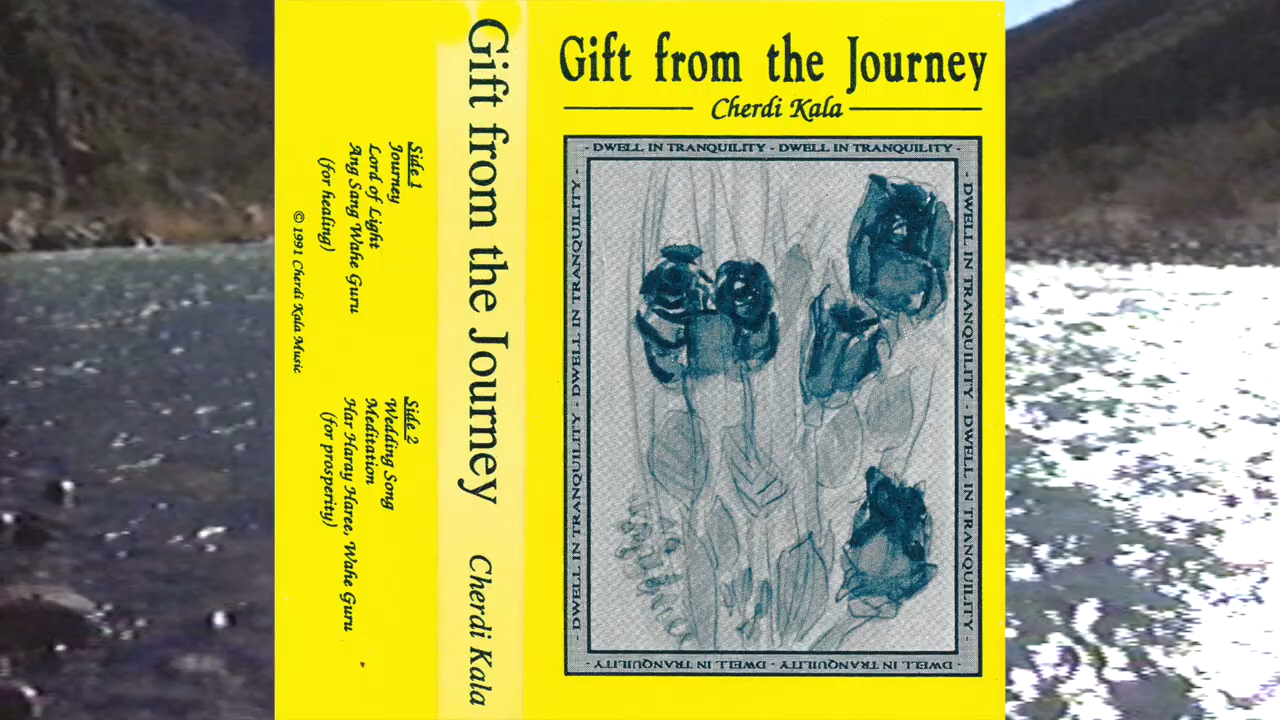 Side 1
Journey
Lord of Light
Ang Sang Wahe Guru
(for healing)
© 1991 Cherdi Kala Music
Side 2
Wedding Song
Meditation
Har Haray Haree, Wahe Guru
(for prosperity)
Gift from the Journey Cherdi Kala
Gift from the Journey
Cherdi Kala
- DWELL IN TRANQUILITY - DWELL IN TRANQUILITY -
- DWELL IN TRANQUILITY - DWELL IN TRANQUILITY -
- DWELL IN TRANQUILITY - DWELL IN TRANQUILITY -
- DWELL IN TRANQUILITY - DWELL IN TRANQUILITY -